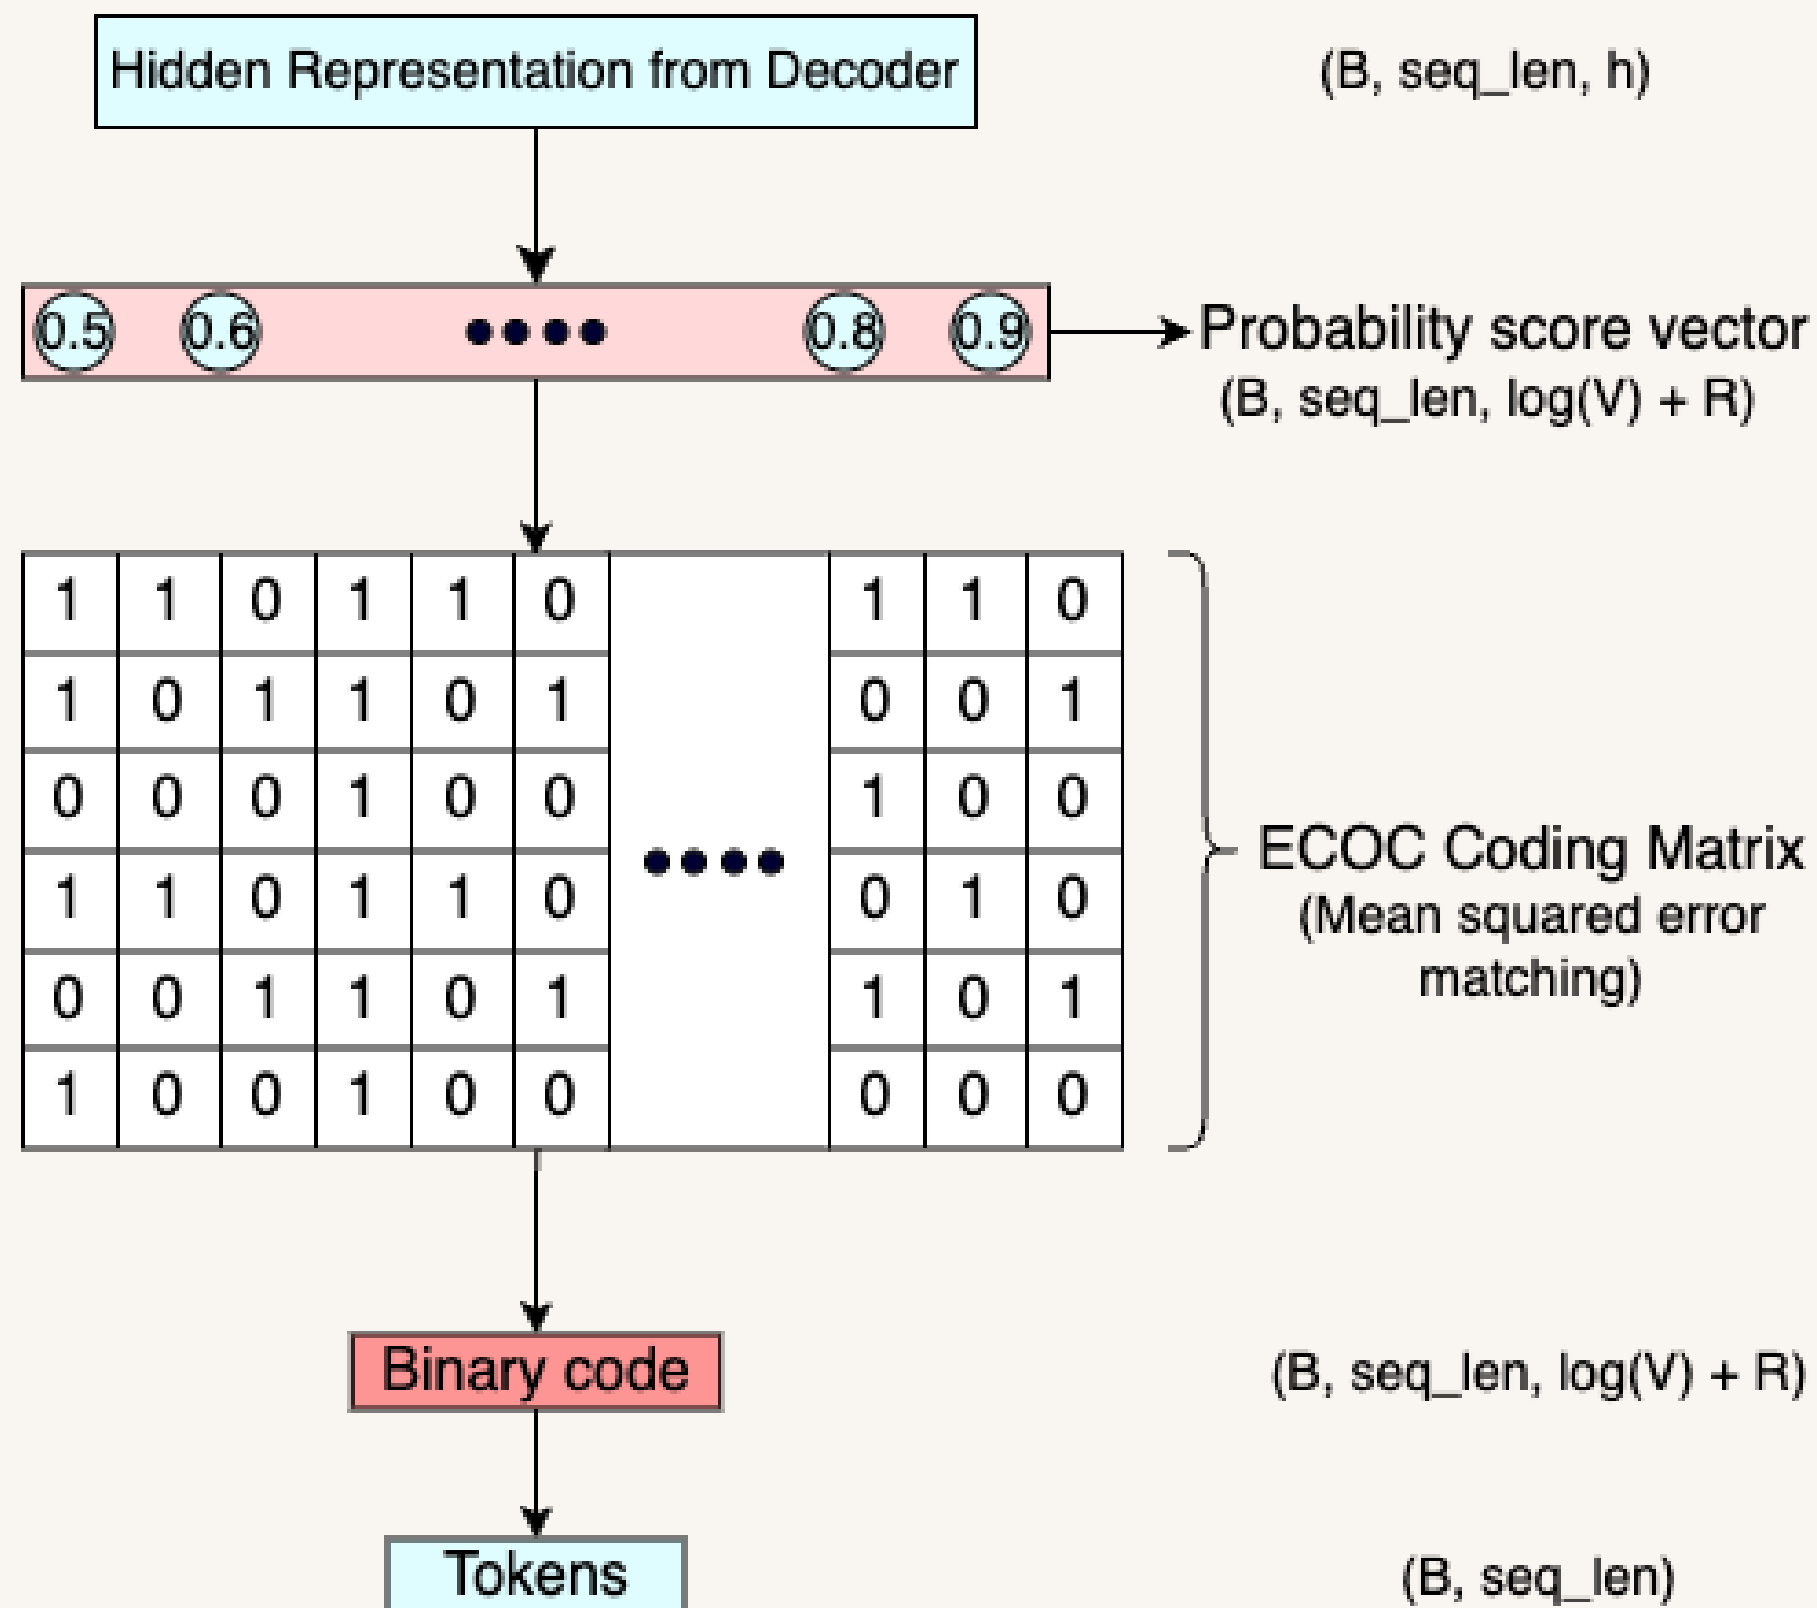 Hidden Representation from Decoder
(B, seq_len, h)
0.5 0.6 0.8 0.9
Probability score vector
(B, seq_len, log(V) + R)
1 1 0 1 1 0 1 1 0
1 0 1 1 0 1 0 0 1
0 0 0 1 0 0 1 0 0
1 1 0 1 1 0 0 1 0
0 0 1 1 0 1 1 0 1
1 0 0 1 0 0 0 0 0
ECOC Coding Matrix
(Mean squared error
matching)
Binary code
(B, seq_len, log(V) + R)
Tokens
(B, seq_len)